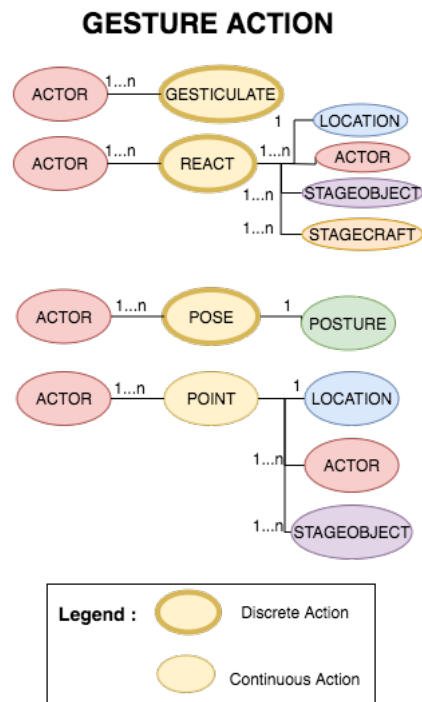 GESTURE ACTION
ACTOR 1...n GESTICULATE
ACTOR 1...n REACT
1 LOCATION
1...n ACTOR
1...n STAGEOBJECT
1...n STAGECRAFT
ACTOR 1...n POSE 1 POSTURE
ACTOR 1...n POINT 1 LOCATION
1...n ACTOR
1...n STAGEOBJECT
Legend : Discrete Action
Continuous Action